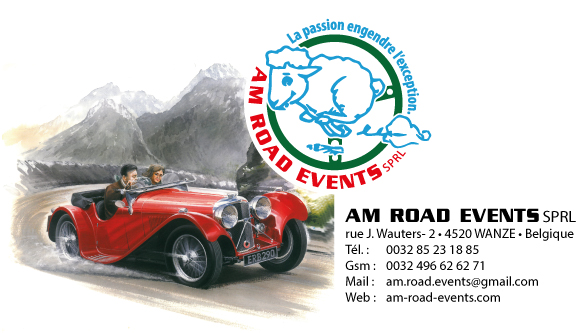 La passion engendre l'exception.
AM ROAD EVENTS SPRL
ERB290
AM ROAD EVENTS SPRL
rue J. Wauters- 2 • 4520 WANZE • Belgique
Tél. : 0032 85 23 18 85
Gsm : 0032 496 62 62 71
Mail : am.road.events@gmail.com
Web : am-road-events.com